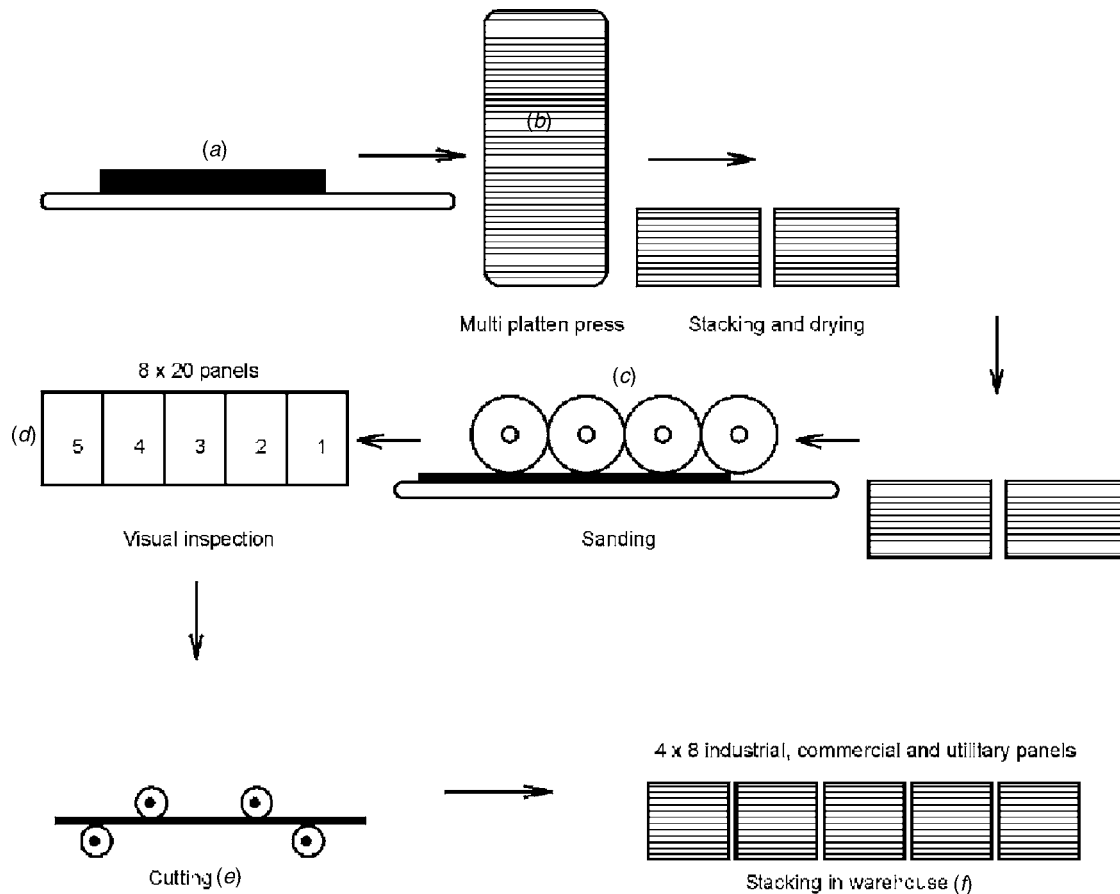 (a)
(b)
Multi platten press
Stacking and drying
8 x 20 panels
(c)
(d)
5 4 3 2 1
Visual inspection
Sanding
4 x 8 industrial, commercial and utilitary panels
Cutting (e)
Stacking in warehouse (f)